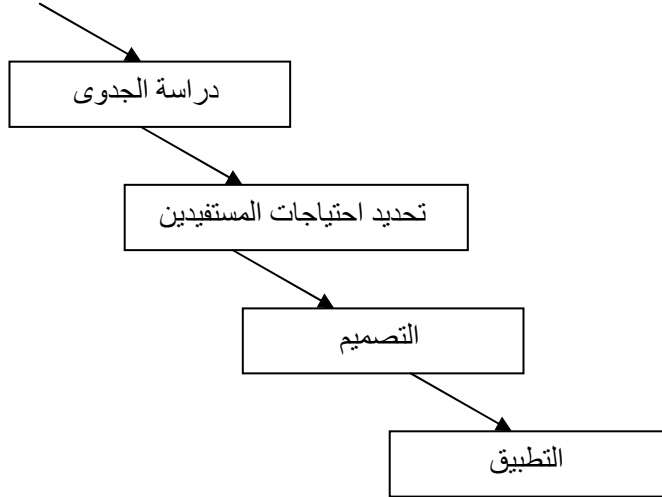 دراسة الجدوى
تحديد احتياجات المستفيدين
التصميم
التطبيق